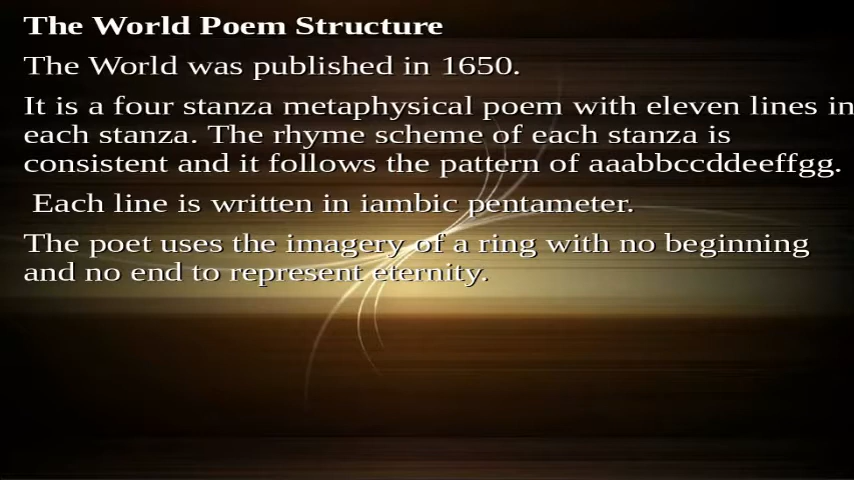 The World Poem Structure
The World was published in 1650.
It is a four stanza metaphysical poem with eleven lines in
each stanza. The rhyme scheme of each stanza is
consistent and it follows the pattern of aaabbccddeeffgg.
Each line is written in iambic pentameter.
The poet uses the imagery of a ring with no beginning
and no end to represent eternity.